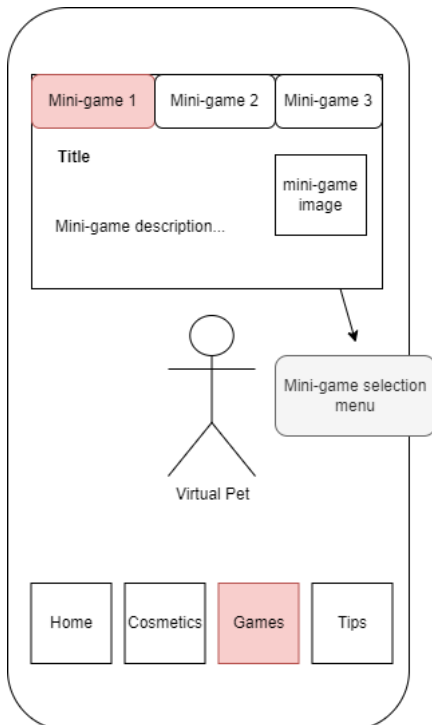 Mini-game 1 Mini-game 2 Mini-game 3
Title
mini-game
image
Mini-game description...
Mini-game selection
menu
Virtual Pet
Home Cosmetics Games Tips